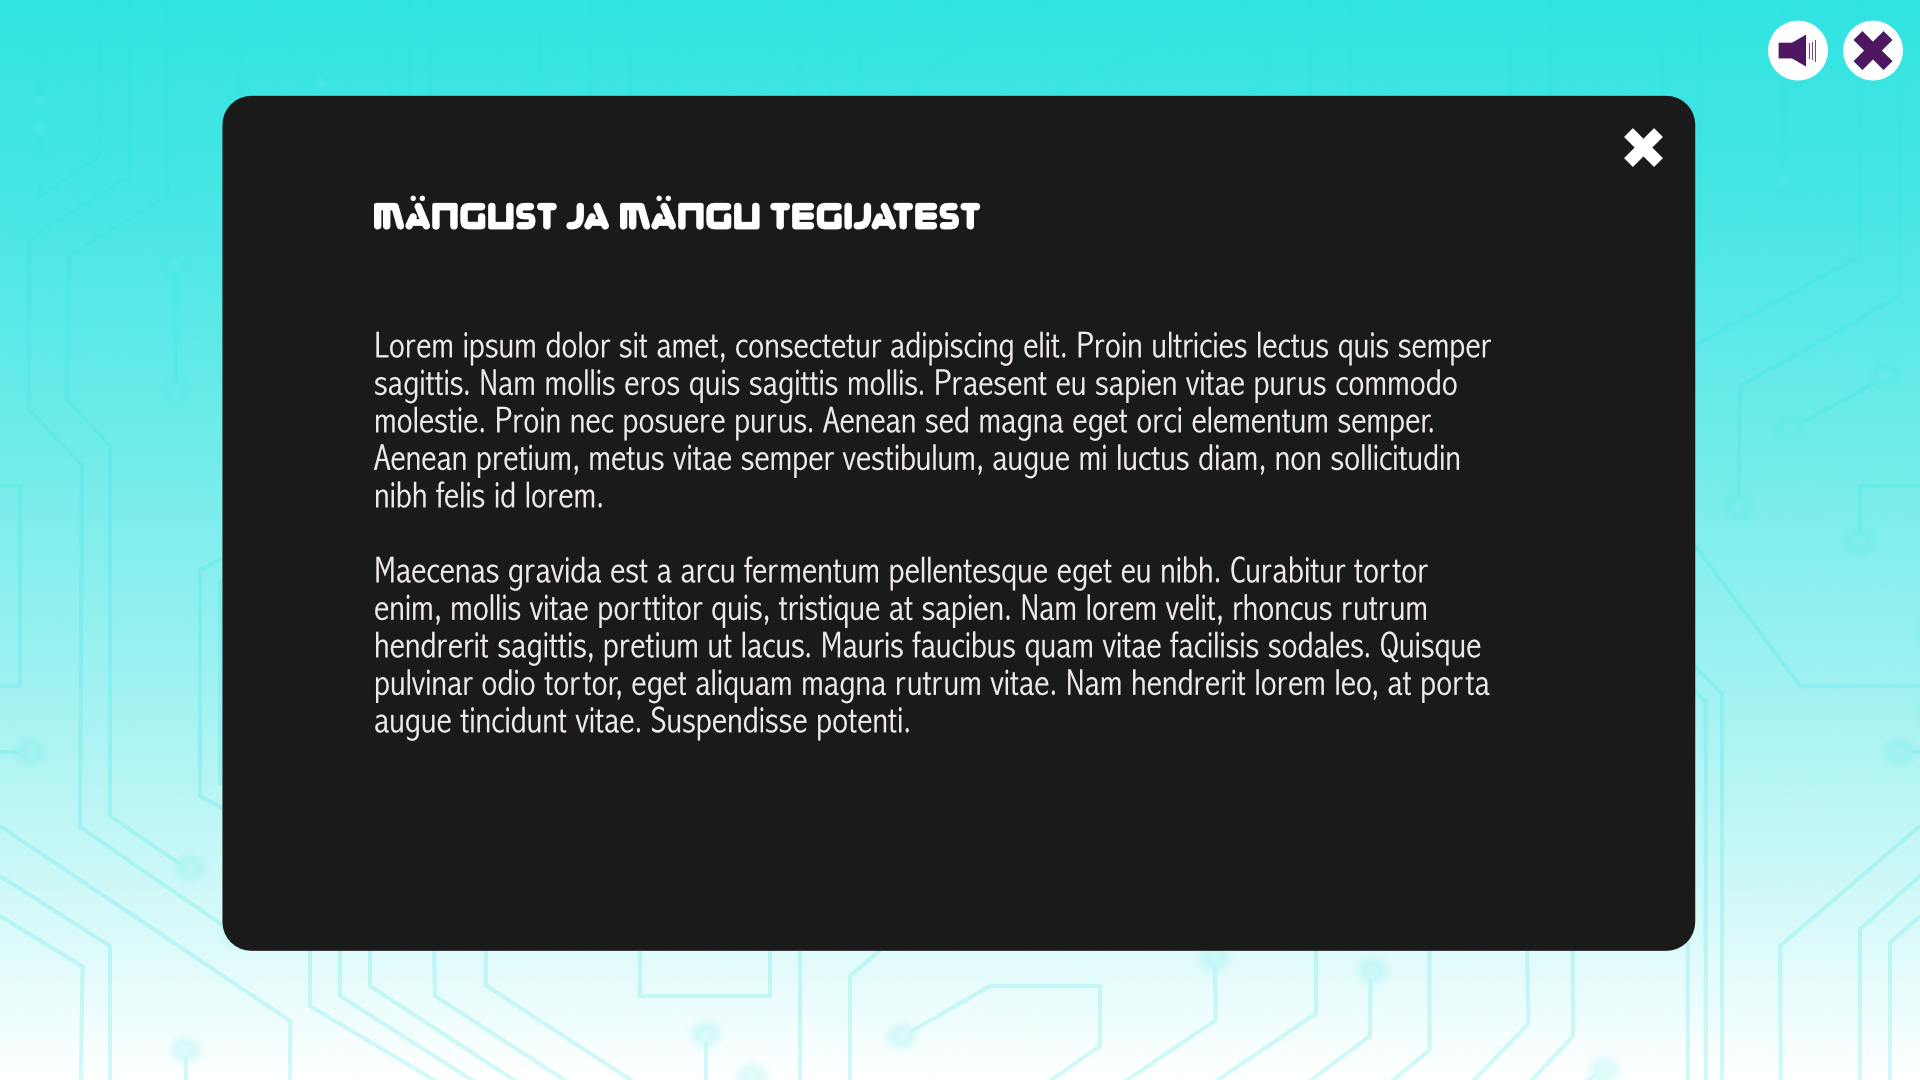 MÄNGUST JA MÄNGU TEGIJATEST
Lorem ipsum dolor sit amet, consectetur adipiscing elit. Proin ultricies lectus quis semper
sagittis. Nam mollis eros quis sagittis mollis. Praesent eu sapien vitae purus commodo
molestie. Proin nec posuere purus. Aenean sed magna eget orci elementum semper.
Aenean pretium, metus vitae semper vestibulum, augue mi luctus diam, non sollicitudin
nibh felis id lorem.
Maecenas gravida est a arcu fermentum pellentesque eget eu nibh. Curabitur tortor
enim, mollis vitae porttitor quis, tristique at sapien. Nam lorem velit, rhoncus rutrum
hendrerit sagittis, pretium ut lacus. Mauris faucibus quam vitae facilisis sodales. Quisque
pulvinar odio tortor, eget aliquam magna rutrum vitae. Nam hendrerit lorem leo, at porta
augue tincidunt vitae. Suspendisse potenti.